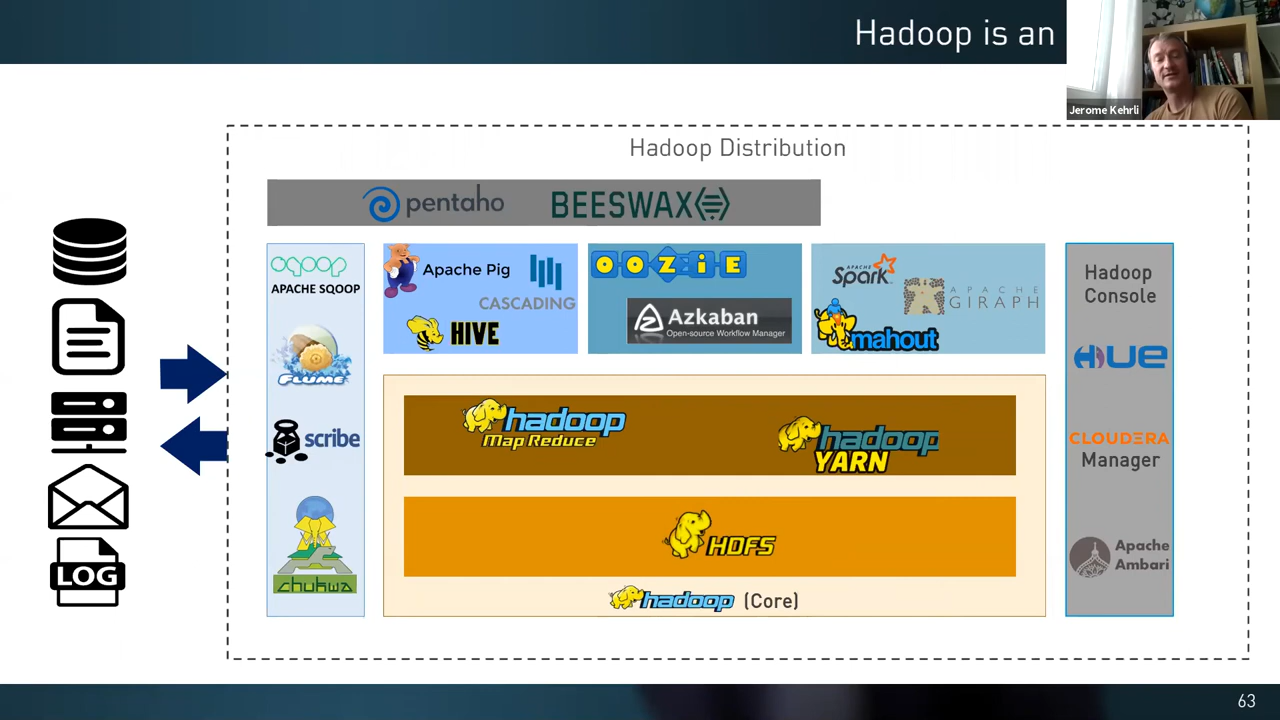 Hadoop is an
Jerome Kehrli
Hadoop Distribution
pentaho
BEESWAX
sqoop
APACHE SQOOP
FLUME
scribe
chukwa
LOG
Apache Pig
CASCADING
HIVE
OOZiE
Azkaban
Open-source Workflow Manager
APACHE
Spark
APACHE
GIRAPH
mahout
hadoop
Map Reduce
hadoop
YARN
HDFS
hadoop (Core)
Hadoop
Console
HUE
CLOUDERA
Manager
Apache
Ambari
63